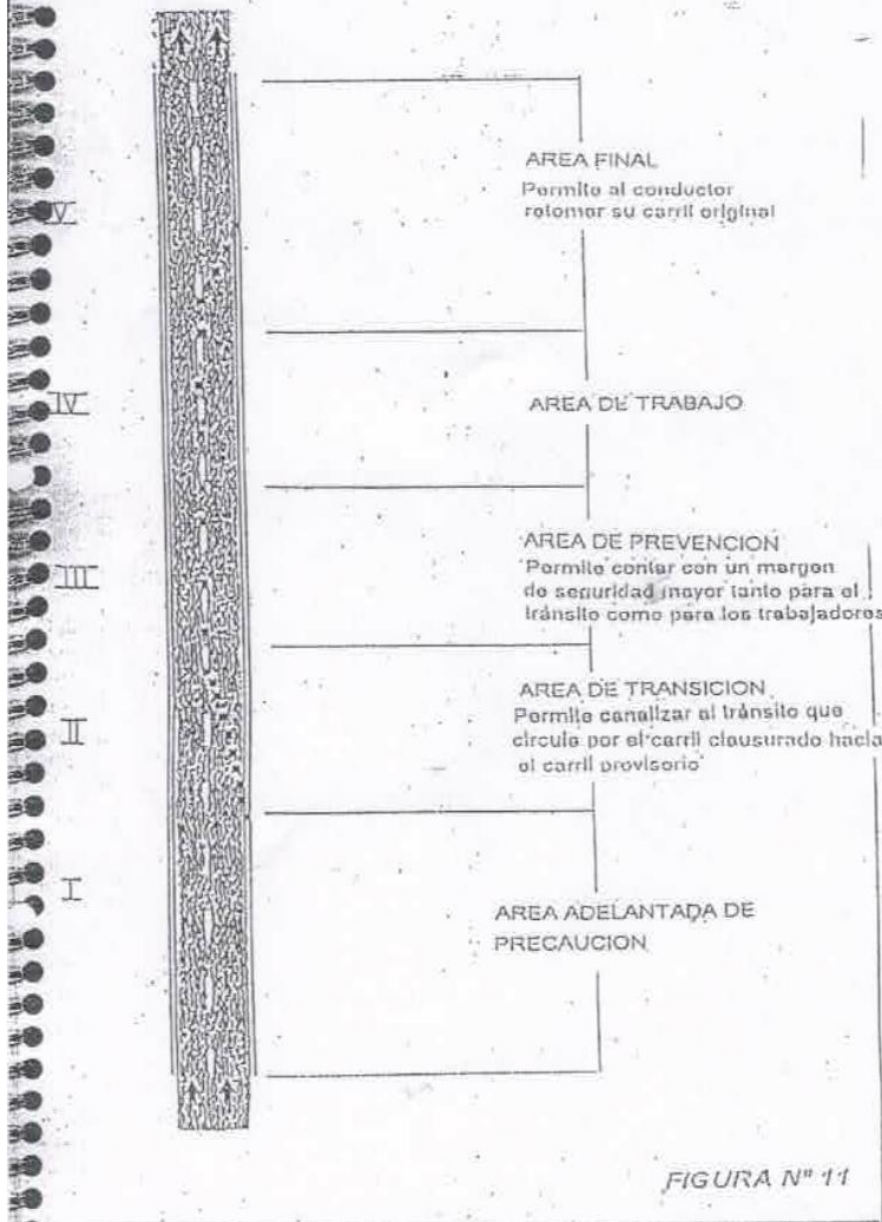 AREA FINAL
Permite al conductor
retomar su carril original
V
IV
AREA DE TRABAJO
AREA DE PREVENCION
Permite contar con un margen
de seguridad mayor tanto para el
tránsito como para los trabajadores
III
AREA DE TRANSICION
Permite canalizar al tránsito que
circula por el carril clausurado hacia
el carril provisorio
II
I
AREA ADELANTADA DE
PRECAUCION
FIGURA Nº 11